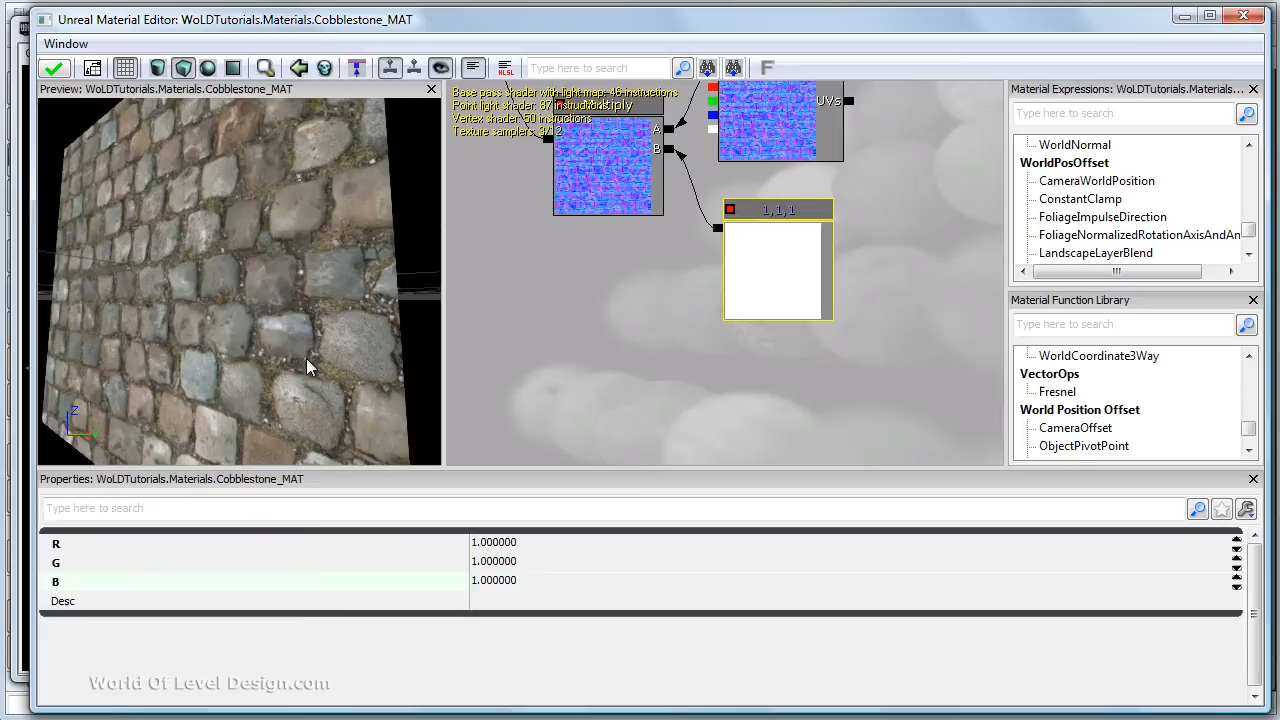 Unreal Material Editor: WoLDTutorials.Materials.Cobblestone_MAT
Window
HLSL
Type here to search
F
Preview: WoLDTutorials.Materials.Cobblestone_MAT
Z
Base pass shader with light map: 46 instructions
Point light shader: 87 instructions
Vertex shader: 50 instructions
Texture samplers: 3/12
A
B
UVs
1,1,1
Material Expressions: WoLDTutorials.Materials...
Type here to search
WorldNormal
WorldPosOffset
CameraWorldPosition
ConstantClamp
FoliageImpulseDirection
FoliageNormalizedRotationAxisAndAn
LandscapeLayerBlend
Material Function Library
Type here to search
WorldCoordinate3Way
VectorOps
Fresnel
World Position Offset
CameraOffset
ObjectPivotPoint
Properties: WoLDTutorials.Materials.Cobblestone_MAT
Type here to search
R 1.000000
G 1.000000
B 1.000000
Desc
World Of Level Design.com